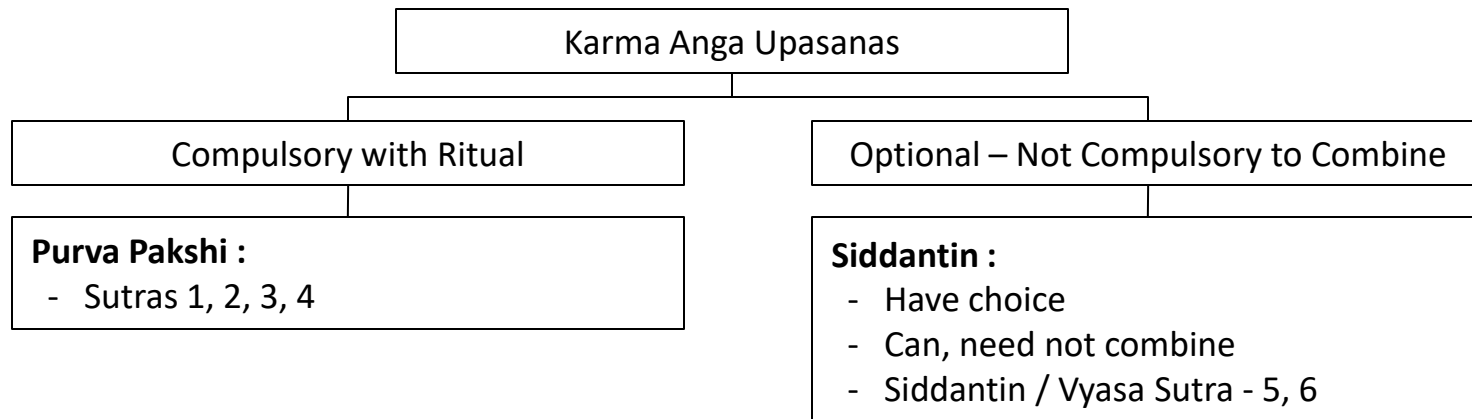 Karma Anga Upasanas
Compulsory with Ritual
Optional – Not Compulsory to Combine
Purva Pakshi :
- Sutras 1, 2, 3, 4
Siddantin :
- Have choice
- Can, need not combine
- Siddantin / Vyasa Sutra - 5, 6